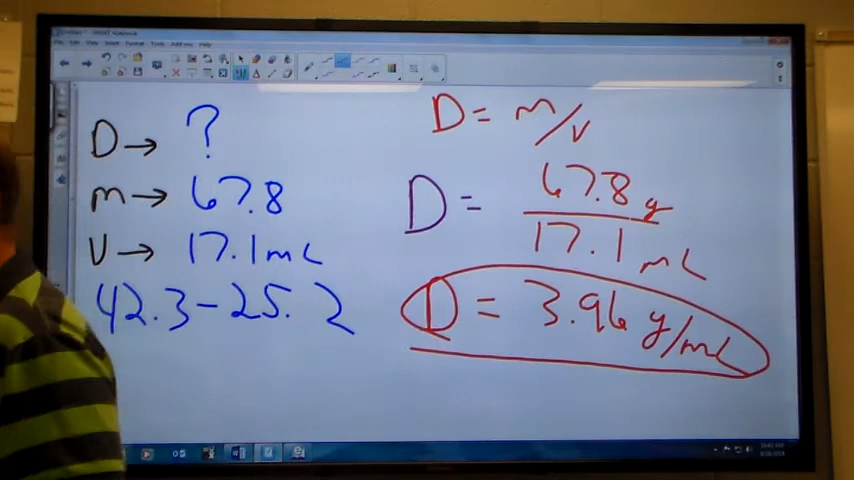 D → ?
m → 67.8
V → 17.1 mL
42.3 - 25.2
D = m/v
D = 67.8 g
17.1 mL
D = 3.96 g/mL